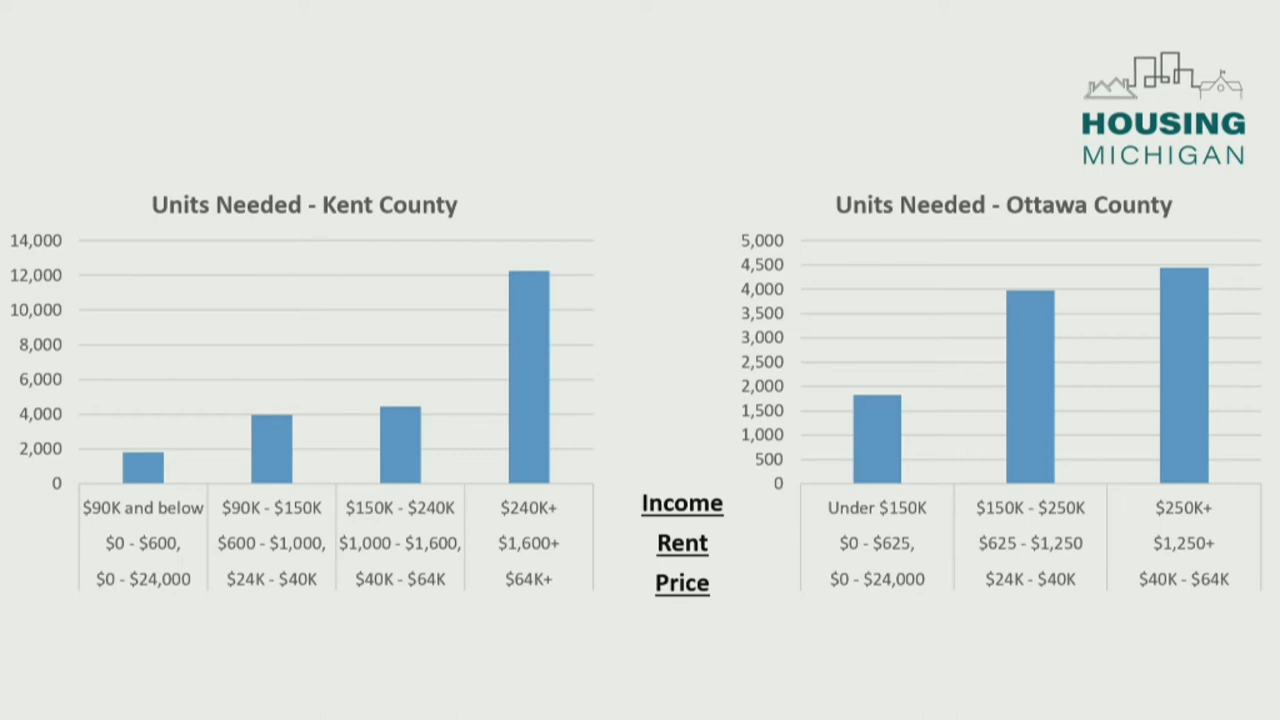 HOUSING
MICHIGAN
Units Needed - Kent County
14,000
12,000
10,000
8,000
6,000
4,000
2,000
0
$90K and below $90K - $150K $150K - $240K $240K+
$0 - $600, $600 - $1,000, $1,000 - $1,600, $1,600+
$0 - $24,000 $24K - $40K $40K - $64K $64K+
Income
Rent
Price
Units Needed - Ottawa County
5,000
4,500
4,000
3,500
3,000
2,500
2,000
1,500
1,000
500
0
Under $150K $150K - $250K $250K+
$0 - $625, $625 - $1,250 $1,250+
$0 - $24,000 $24K - $40K $40K - $64K